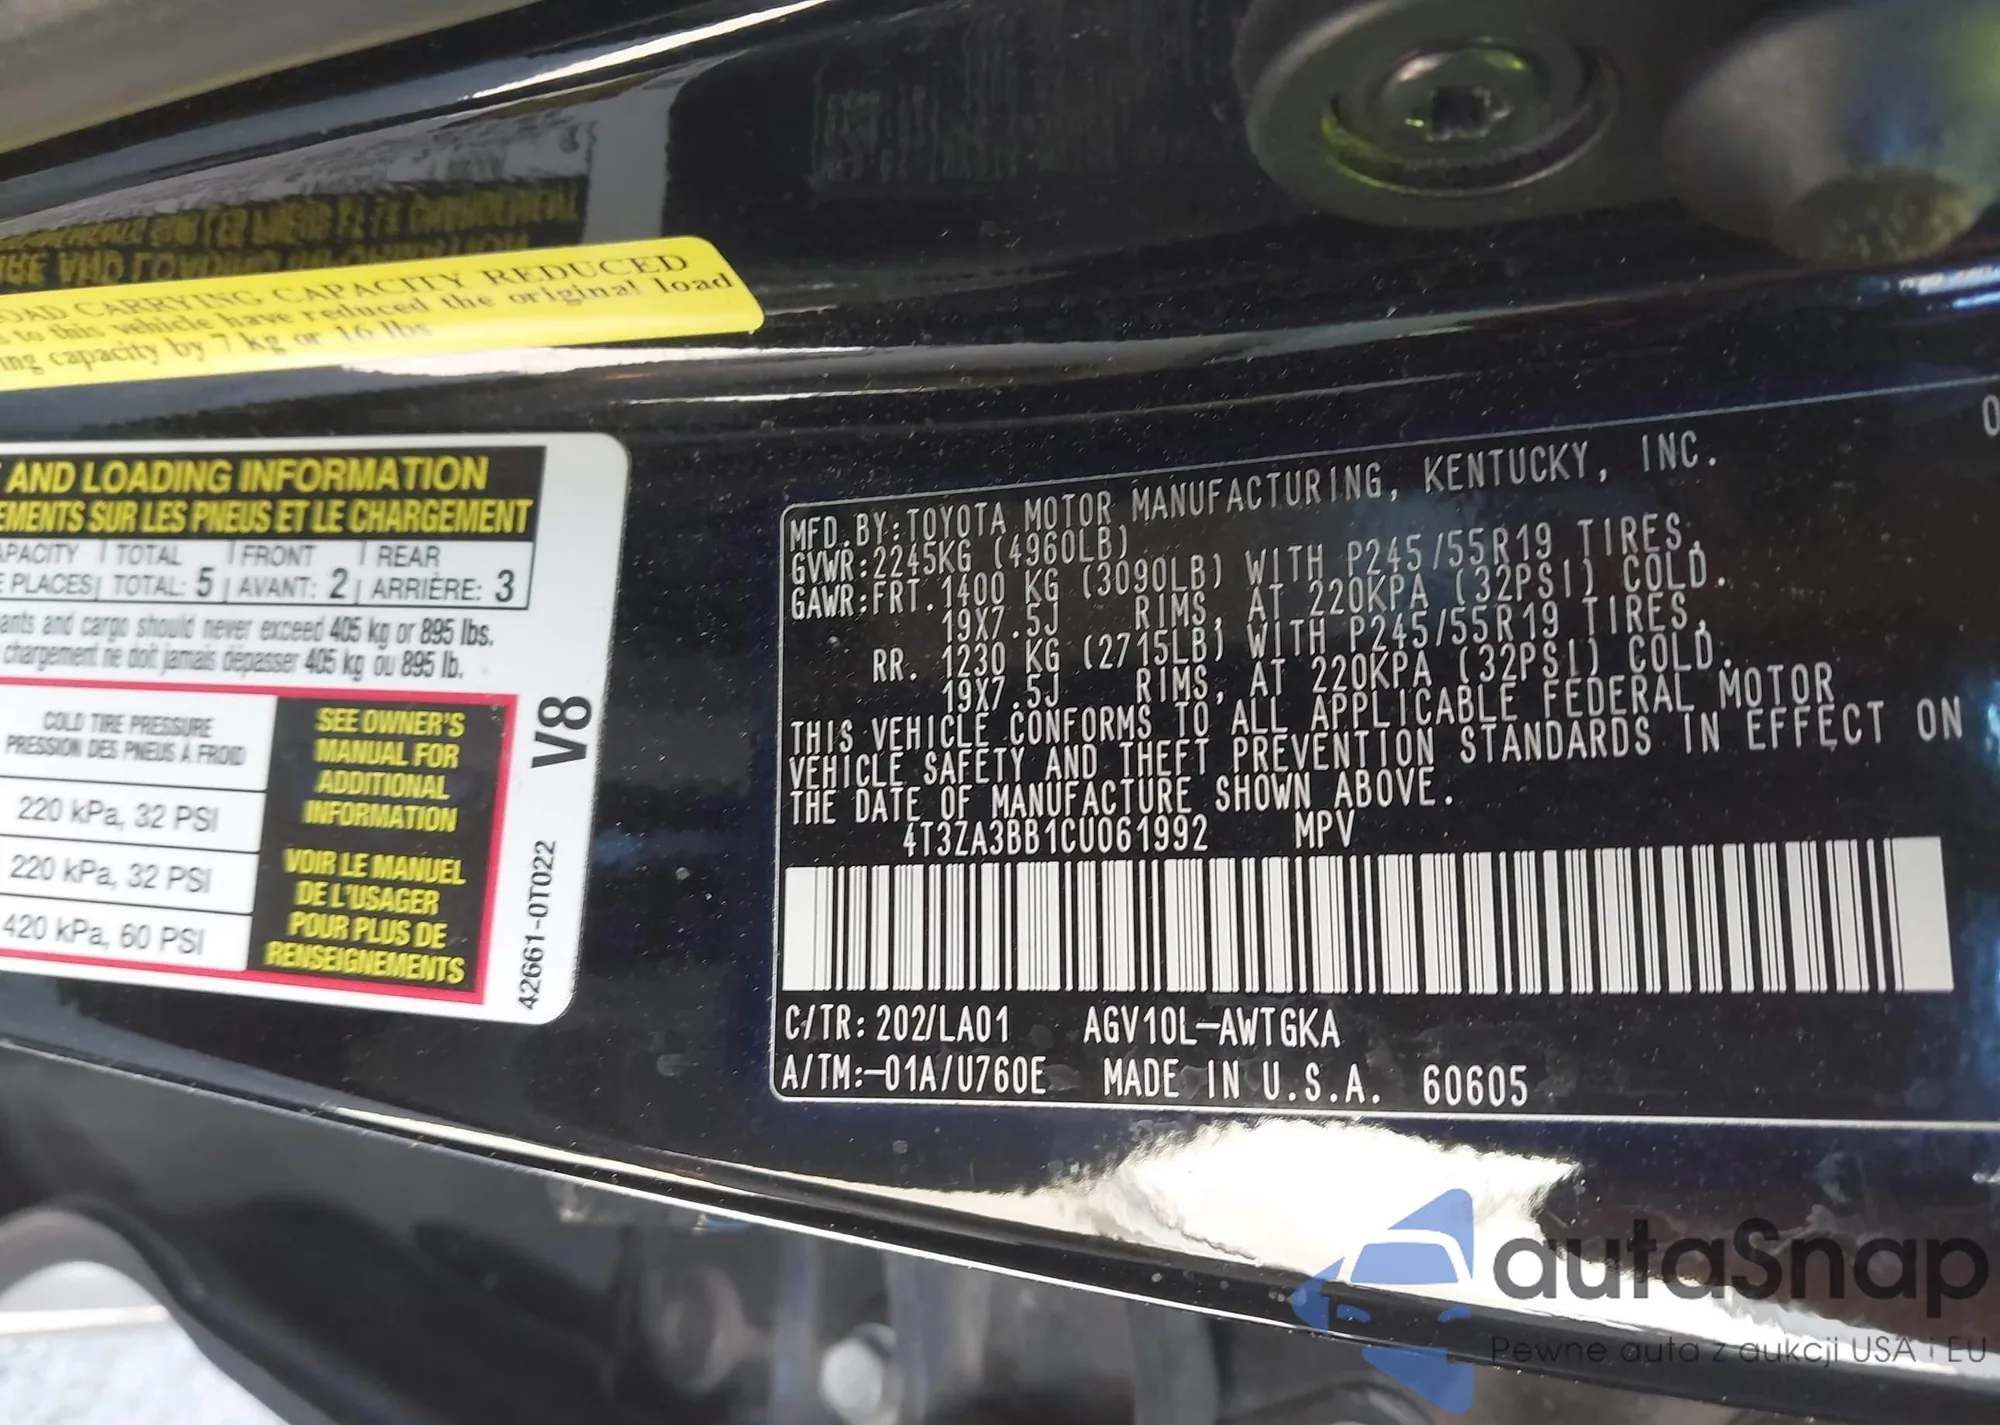 OAD CARRYING CAPACITY REDUCED
s to this vehicle have reduced the original load
ing capacity by 7 kg or 16 lbs
AND LOADING INFORMATION
EMENTS SUR LES PNEUS ET LE CHARGEMENT
APACITY TOTAL FRONT REAR
E PLACES TOTAL: 5 AVANT: 2 ARRIÈRE: 3
ants and cargo should never exceed 405 kg or 895 lbs.
chargement ne doit jamais dépasser 405 kg ou 895 lb.
COLD TIRE PRESSURE
PRESSION DES PNEUS À FROID
220 kPa, 32 PSI
220 kPa, 32 PSI
420 kPa, 60 PSI
SEE OWNER'S
MANUAL FOR
ADDITIONAL
INFORMATION
VOIR LE MANUEL
DE L'USAGER
POUR PLUS DE
RENSEIGNEMENTS
V8
42661-0T022
MFD.BY:TOYOTA MOTOR MANUFACTURING, KENTUCKY, INC.
GVWR:2245KG (4960LB)
GAWR:FRT.1400 KG (3090LB) WITH P245/55R19 TIRES,
19X7.5J RIMS, AT 220KPA (32PSI) COLD.
RR. 1230 KG (2715LB) WITH P245/55R19 TIRES,
19X7.5J RIMS, AT 220KPA (32PSI) COLD.
THIS VEHICLE CONFORMS TO ALL APPLICABLE FEDERAL MOTOR
VEHICLE SAFETY AND THEFT PREVENTION STANDARDS IN EFFECT ON
THE DATE OF MANUFACTURE SHOWN ABOVE.
4T3ZA3BB1CU061992 MPV
C/TR: 202/LA01 AGV10L-AWTGKA
A/TM:-01A/U760E MADE IN U.S.A. 60605
autaSnap
Pewne auta z aukcji USA i EU